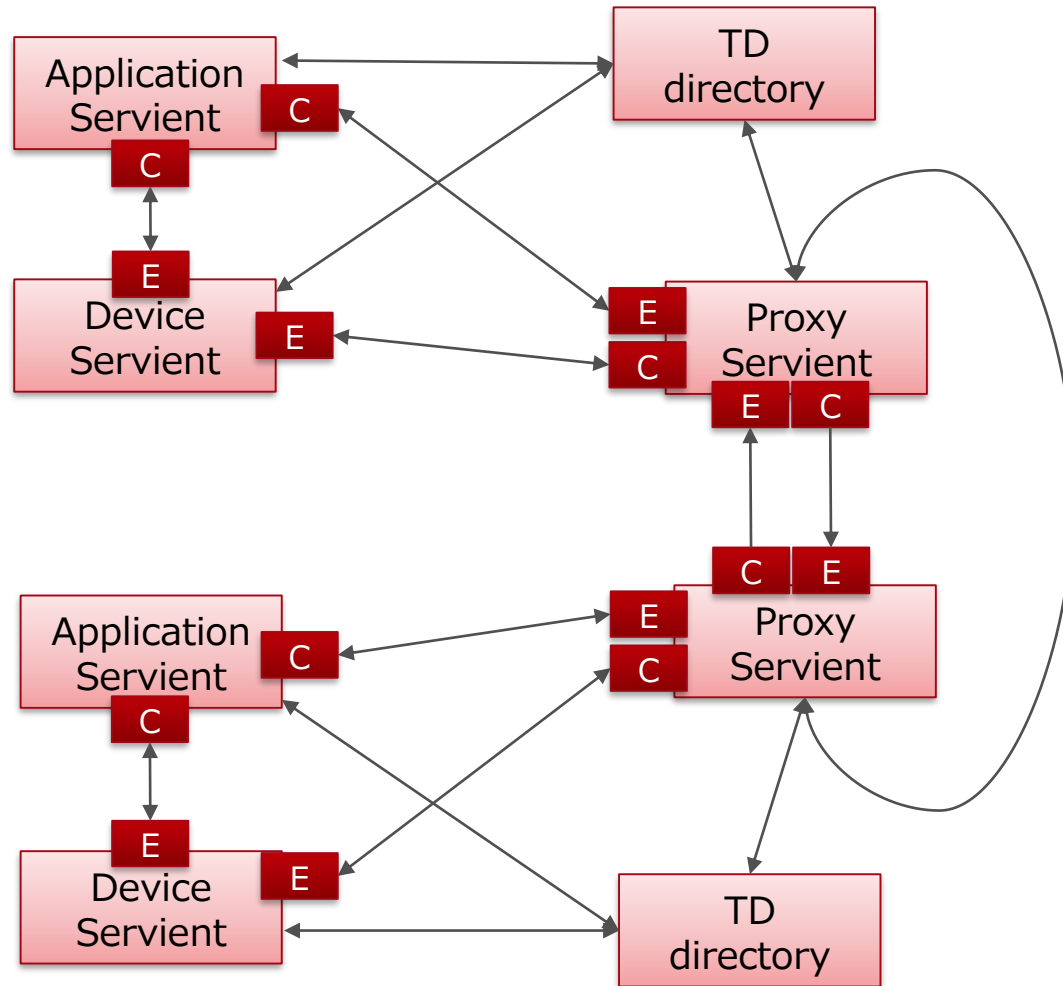 Application
Servient
C
C
TD
directory
E
Device
Servient
E
E
C
Proxy
Servient
E
C
C
E
Application
Servient
C
C
E
C
Proxy
Servient
E
Device
Servient
E
TD
directory